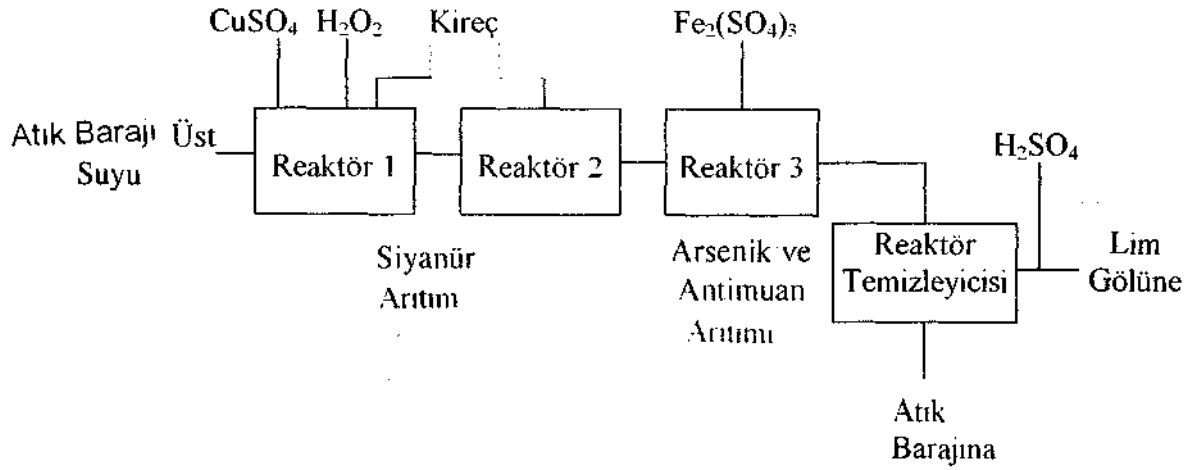 CuSO₄ H₂O₂ Kireç Fe₂(SO₄)₃
Atık Barajı Üst
Suyu
Reaktör 1
Reaktör 2
Reaktör 3
H₂SO₄
Siyanür
Arıtım
Arsenik ve
Antimuan
Arıtımı
Reaktör
Temizleyicisi
Lim
Gölüne
Atık
Barajına